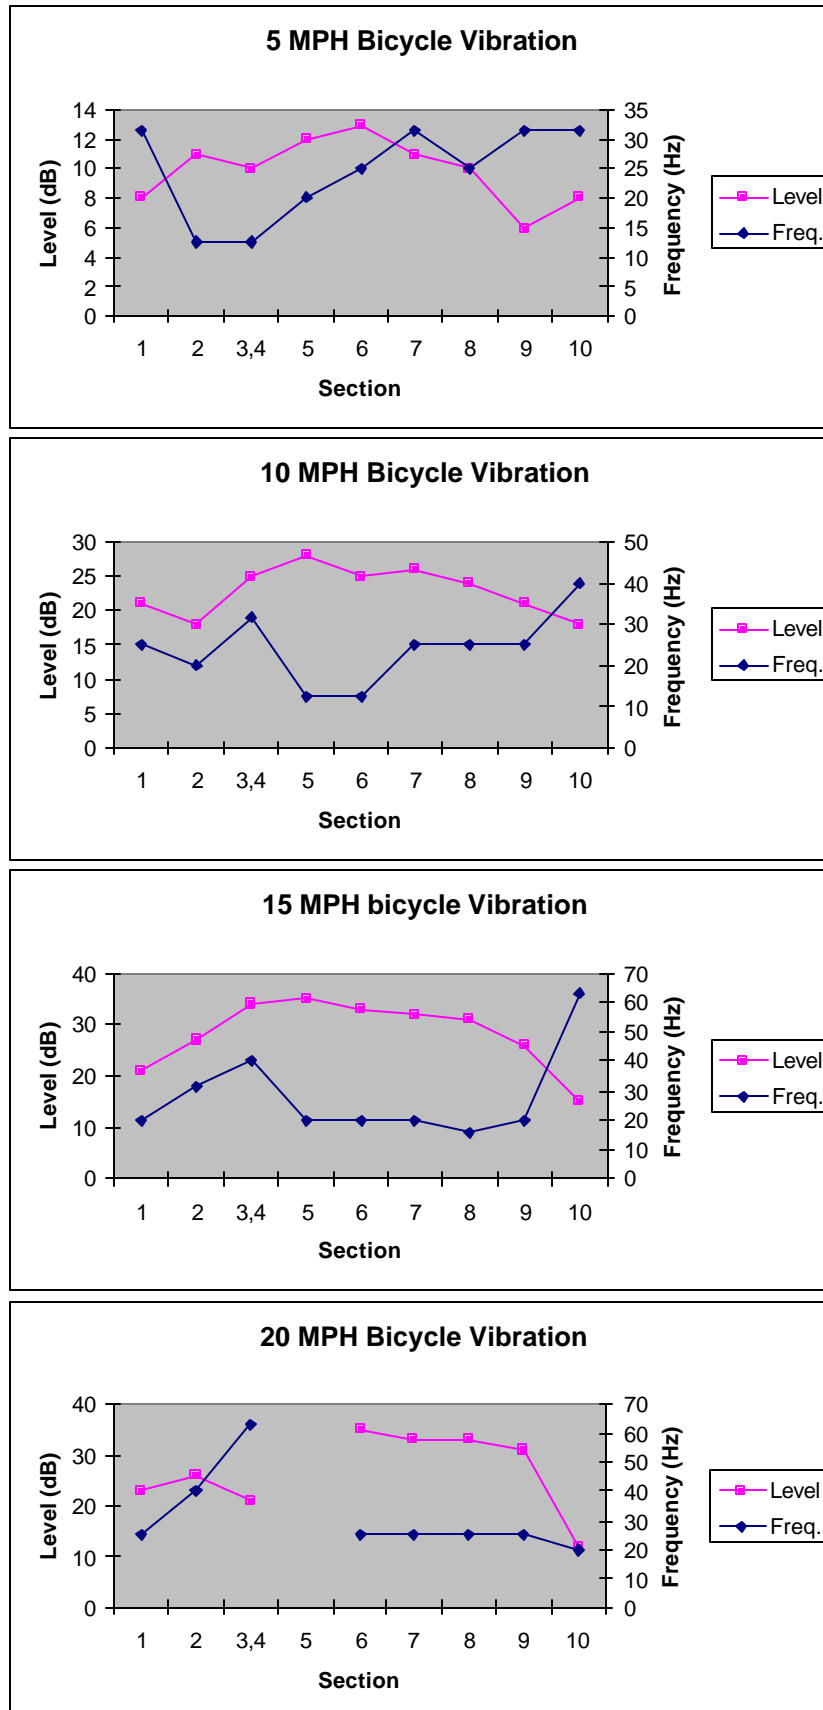 5 MPH Bicycle Vibration
14 35
12 30
10 25
8 20
6 15
4 10
2 5
0 0
Level (dB)
Frequency (Hz)
1 2 3,4 5 6 7 8 9 10
Section
Level
Freq.
10 MPH Bicycle Vibration
30 50
25 40
20 30
15 20
10 10
5 0
0
Level (dB)
Frequency (Hz)
1 2 3,4 5 6 7 8 9 10
Section
Level
Freq.
15 MPH bicycle Vibration
40 70
30 60
20 50
10 40
0 30
20
10
0
Level (dB)
Frequency (Hz)
1 2 3,4 5 6 7 8 9 10
Section
Level
Freq.
20 MPH Bicycle Vibration
40 70
30 60
20 50
10 40
0 30
20
10
0
Level (dB)
Frequency (Hz)
1 2 3,4 5 6 7 8 9 10
Section
Level
Freq.